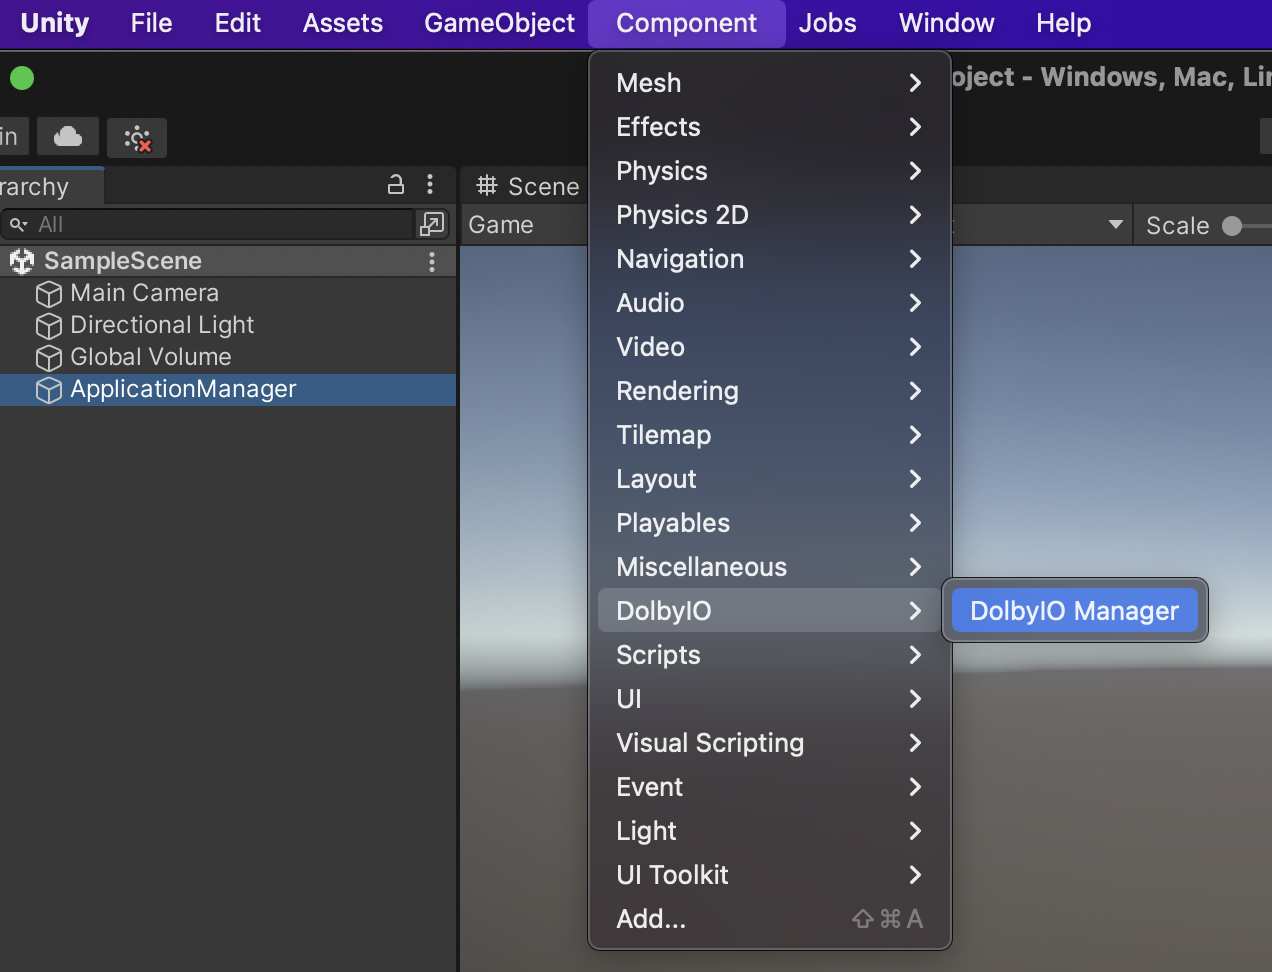 Unity File Edit Assets GameObject Component Jobs Window Help
oject - Windows, Mac, Lin
in
rarchy
Scene
All
Game
Scale
SampleScene
Main Camera
Directional Light
Global Volume
ApplicationManager
Mesh
Effects
Physics
Physics 2D
Navigation
Audio
Video
Rendering
Tilemap
Layout
Playables
Miscellaneous
DolbyIO
DolbyIO Manager
Scripts
UI
Visual Scripting
Event
Light
UI Toolkit
Add... ⇧⌘A